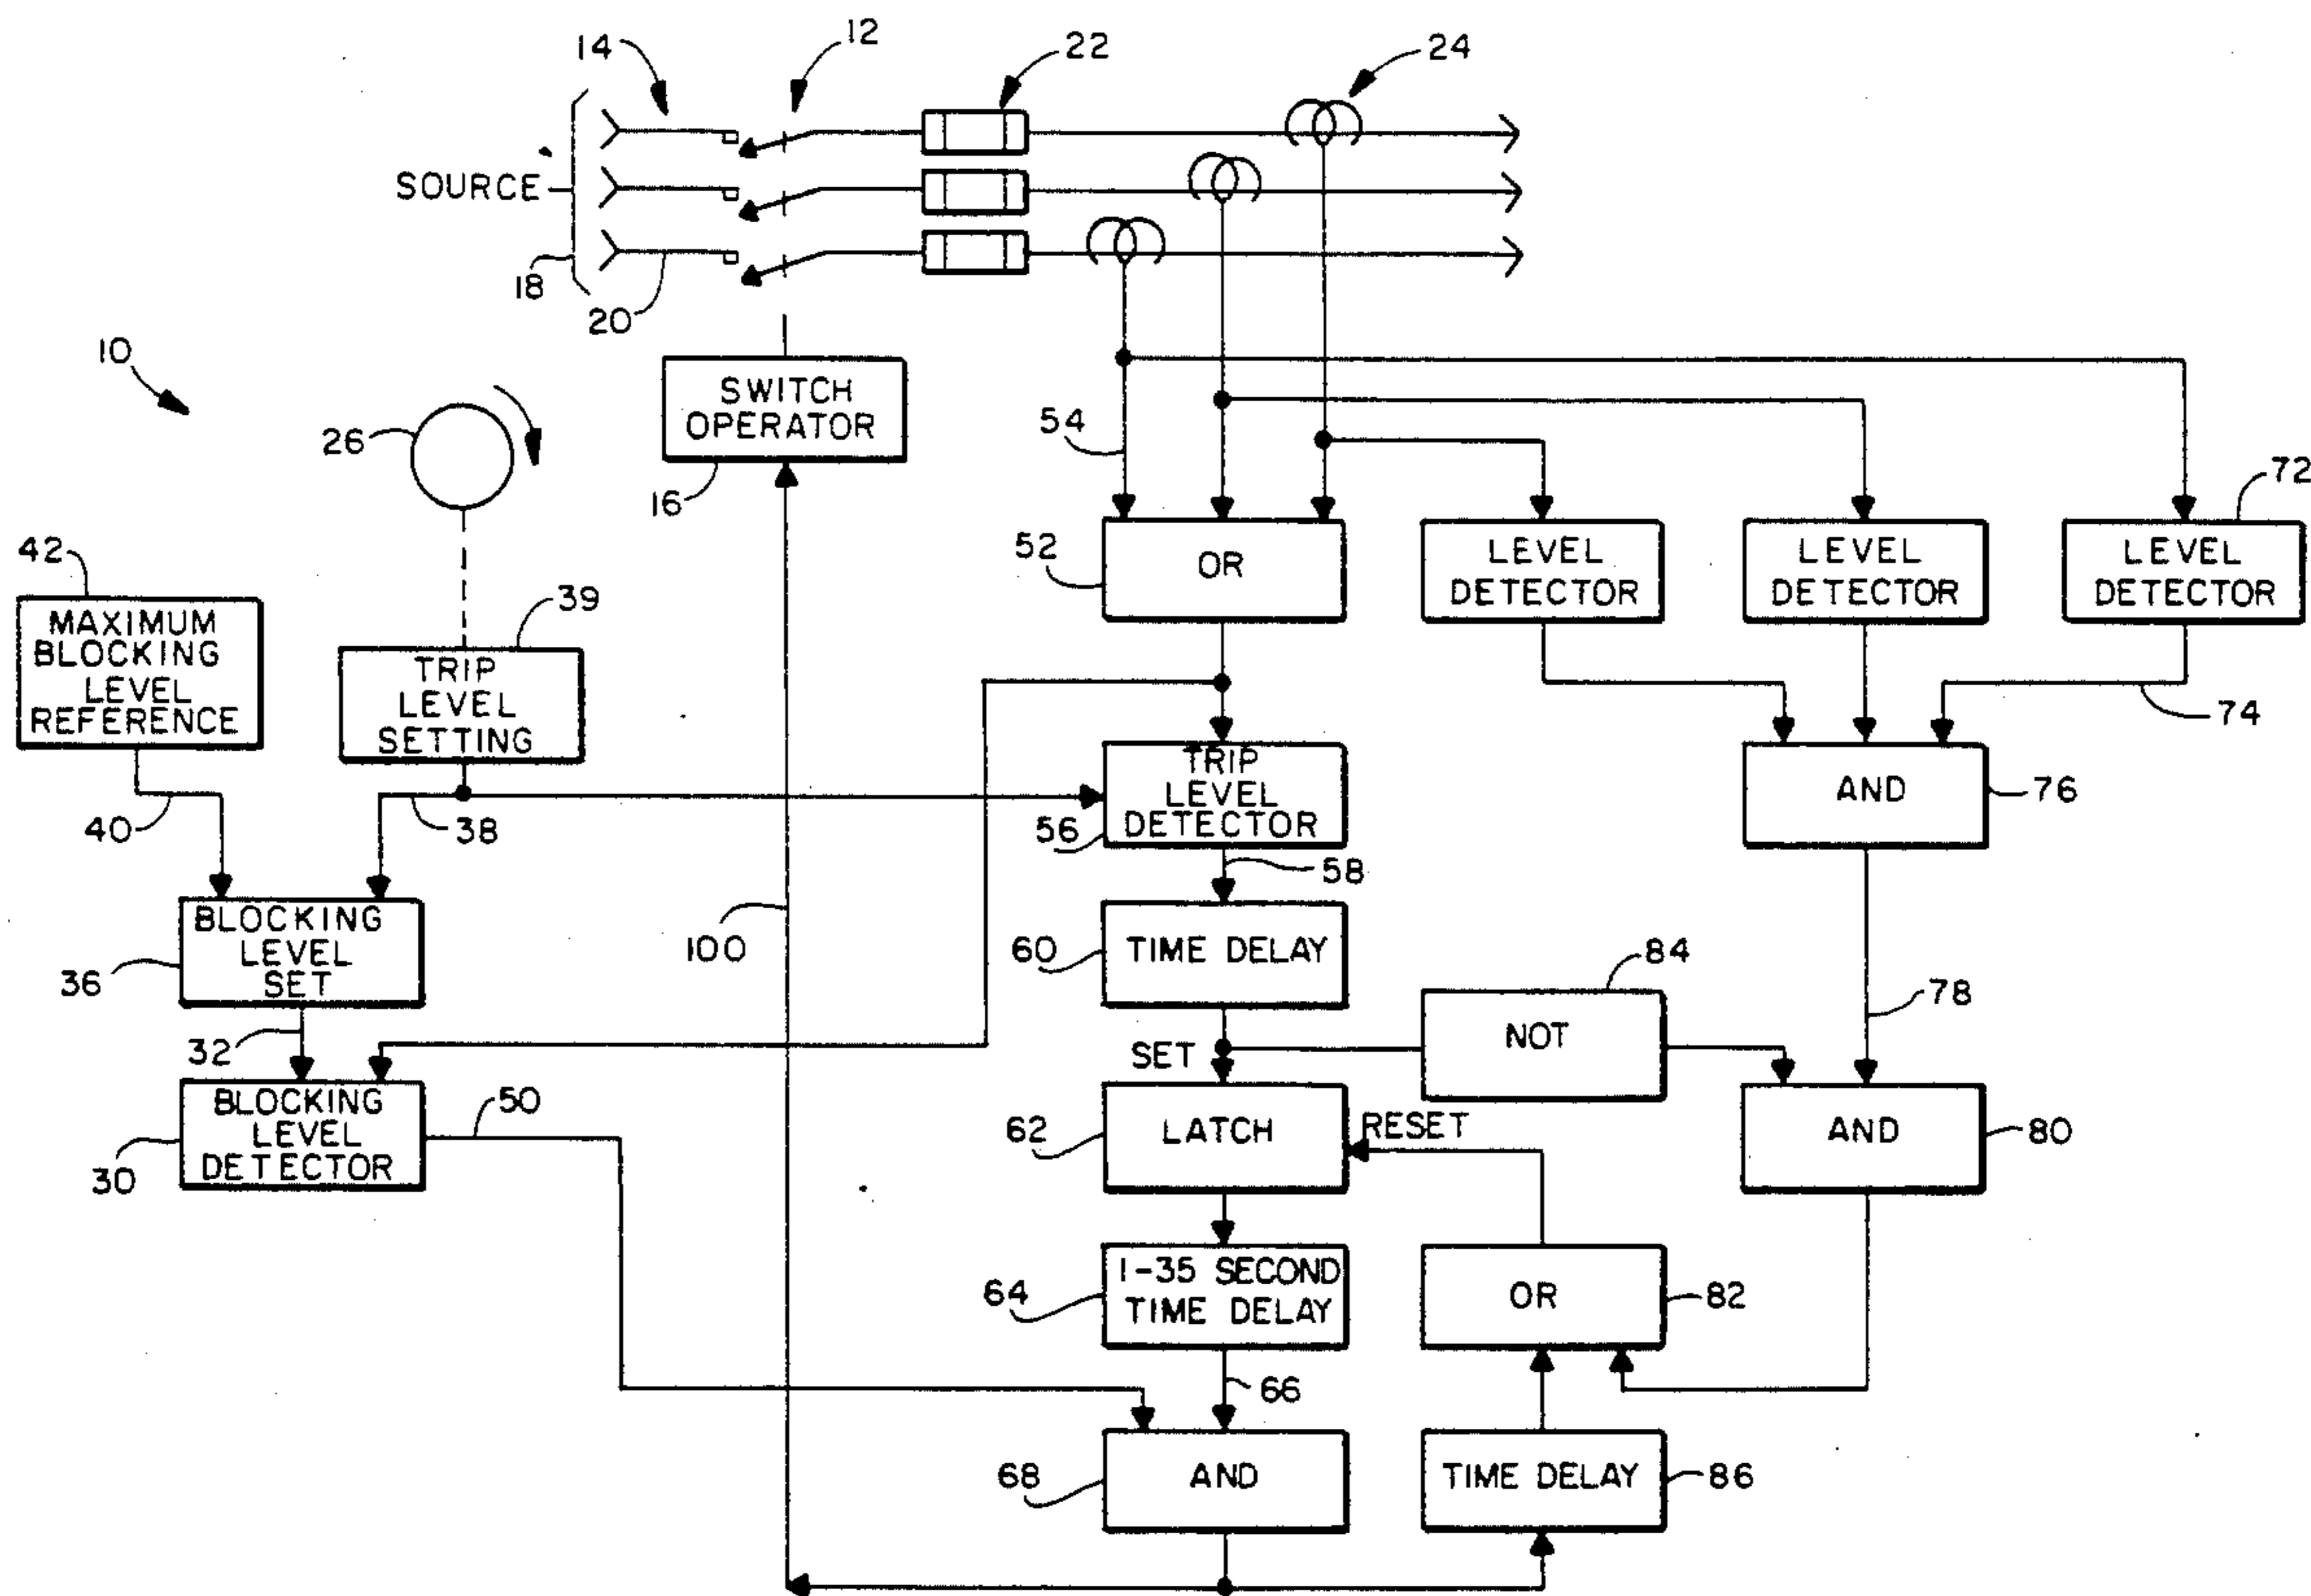 14
12
22
24
SOURCE
18
20
10
26
SWITCH
OPERATOR
16
54
72
42
MAXIMUM
BLOCKING
LEVEL
REFERENCE
39
TRIP
LEVEL
SETTING
52
OR
LEVEL
DETECTOR
LEVEL
DETECTOR
LEVEL
DETECTOR
74
40
38
TRIP
LEVEL
DETECTOR
56
AND
76
58
BLOCKING
LEVEL
SET
36
100
60
TIME DELAY
84
NOT
78
32
SET
BLOCKING
LEVEL
DETECTOR
30
50
62
LATCH
RESET
AND
80
64
1-35 SECOND
TIME DELAY
OR
82
66
68
AND
TIME DELAY
86